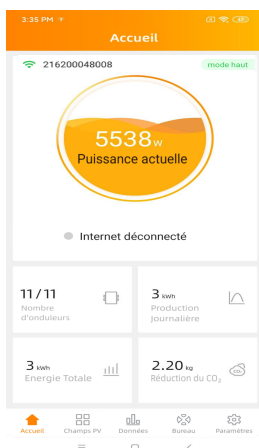 3:35 PM
Accueil
216200048008
mode haut
5538W
Puissance actuelle
Internet déconnecté
11/11
Nombre
d'onduleurs
3 kWh
Production
Journalière
3 kWh
Energie Totale
2.20 kg
Réduction du CO₂
Accueil
Champs PV
Données
Bureau
Paramètres